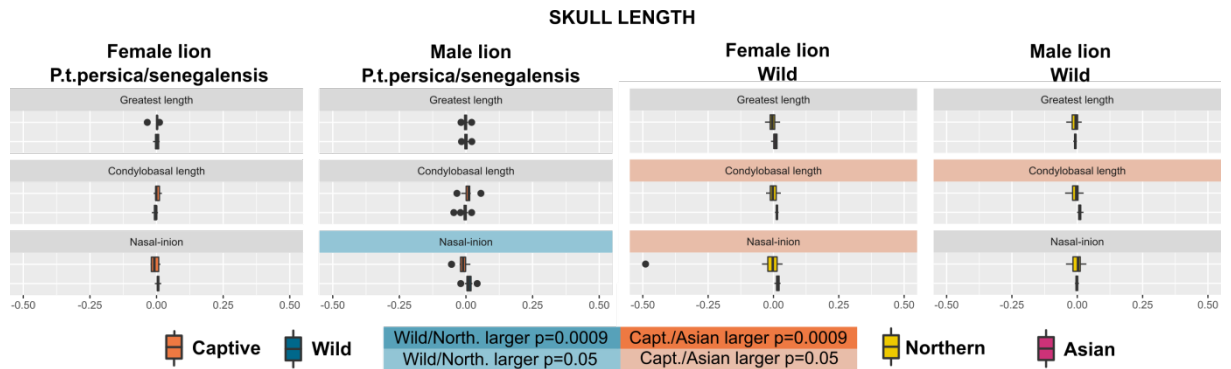 SKULL LENGTH
Female lion
P.t.persica/senegalensis
Greatest length
Condylobasal length
Nasal-inion
-0.50 -0.25 0.00 0.25 0.50
Male lion
P.t.persica/senegalensis
Greatest length
Condylobasal length
Nasal-inion
-0.50 -0.25 0.00 0.25 0.50
Female lion
Wild
Greatest length
Condylobasal length
Nasal-inion
-0.50 -0.25 0.00 0.25 0.50
Male lion
Wild
Greatest length
Condylobasal length
Nasal-inion
-0.50 -0.25 0.00 0.25 0.50
Captive Wild
Wild/North. larger p=0.0009 Capt./Asian larger p=0.0009
Wild/North. larger p=0.05 Capt./Asian larger p=0.05
Northern Asian